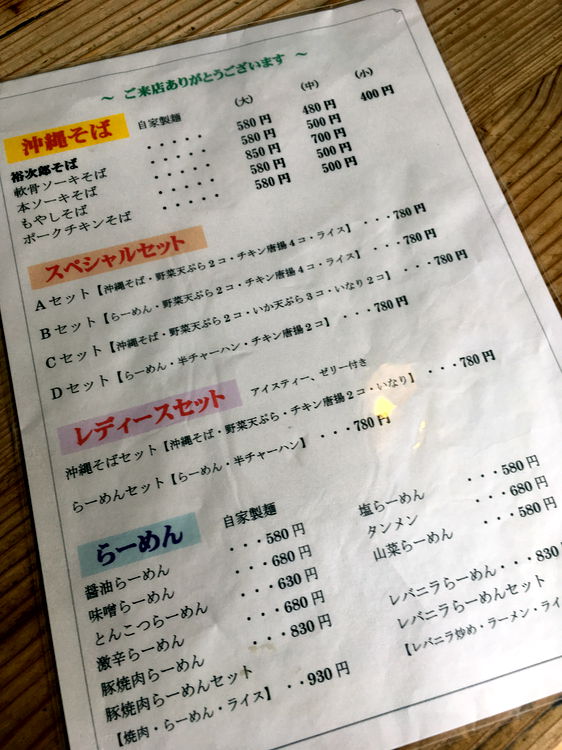 ～ ご来店ありがとうございます ～
沖縄そば 自家製麺 (大) (中) (小)
裕次郎そば ・・・・・ 580円 480円 400円
軟骨ソーキそば ・・・・・ 580円 500円
本ソーキそば ・・・・・ 850円 700円
もやしそば ・・・・・ 580円 500円
ポークチキンそば ・・・・・ 580円 500円
スペシャルセット
Aセット【沖縄そば・野菜天ぷら2コ・チキン唐揚4コ・ライス】 ・・・780円
Bセット【らーめん・野菜天ぷら2コ・チキン唐揚4コ・ライス】 ・・・780円
Cセット【沖縄そば・野菜天ぷら2コ・いか天ぷら3コ・いなり2コ】 ・・・780円
Dセット【らーめん・半チャーハン・チキン唐揚2コ】 ・・・780円
レディースセット アイスティー、ゼリー付き
沖縄そばセット【沖縄そば・野菜天ぷら・チキン唐揚2コ・いなり】 ・・・780円
らーめんセット【らーめん・半チャーハン】 ・・・780円
らーめん 自家製麺
醤油らーめん ・・・580円
味噌らーめん ・・・680円
とんこつらーめん ・・・630円
激辛らーめん ・・・680円
豚焼肉らーめん ・・・830円
豚焼肉らーめんセット
【焼肉・らーめん・ライス】 ・・930円
塩らーめん ・・・580円
タンメン ・・・680円
山菜らーめん ・・・580円
レバニラらーめん・・・830
レバニラらーめんセット
【レバニラ炒め・ラーメン・ライ